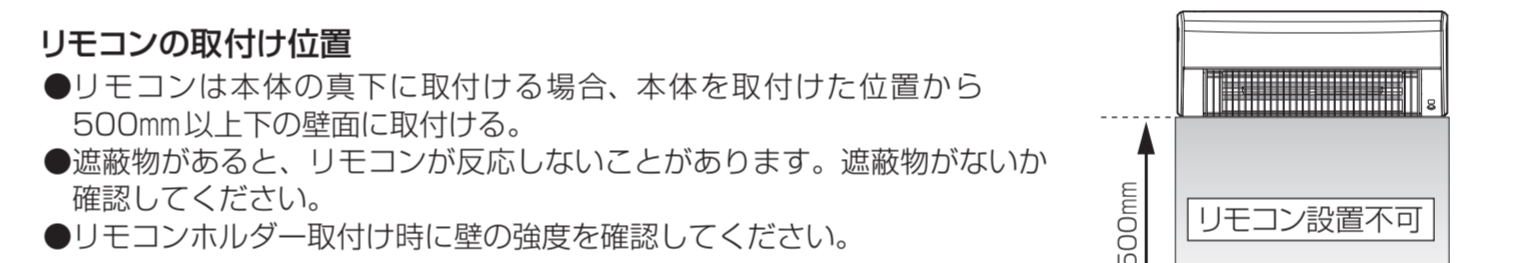 リモコンの取付け位置
●リモコンは本体の真下に取付ける場合、本体を取付けた位置から
500mm以上下の壁面に取付ける。
●遮蔽物があると、リモコンが反応しないことがあります。遮蔽物がないか
確認してください。
●リモコンホルダー取付け時に壁の強度を確認してください。
500mm
リモコン設置不可